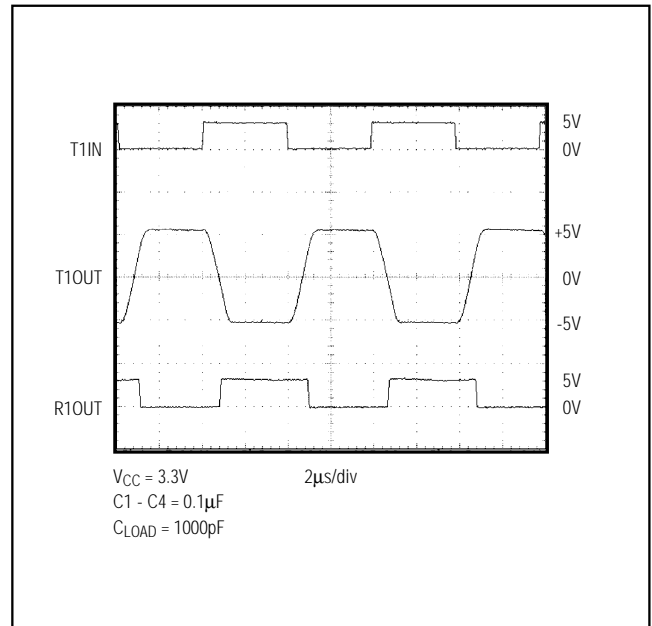 5V
T1IN 0V
+5V
T1OUT 0V
-5V
5V
R1OUT 0V
VCC = 3.3V 2µs/div
C1 - C4 = 0.1µF
CLOAD = 1000pF